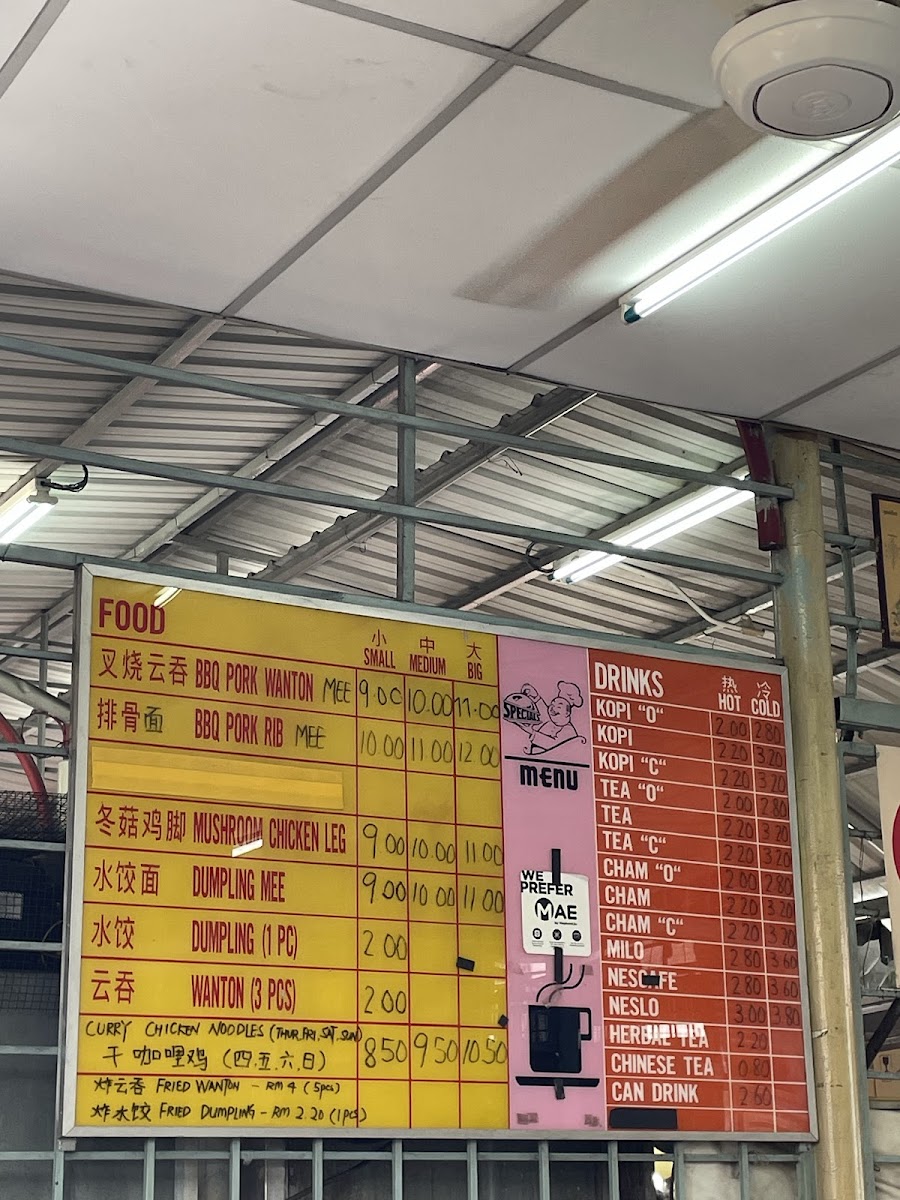 FOOD
小 中 大
SMALL MEDIUM BIG
叉烧云吞 BBQ PORK WANTON MEE 9.00 10.00 11.00
排骨面 BBQ PORK RIB MEE 10.00 11.00 12.00
冬菇鸡脚 MUSHROOM CHICKEN LEG 9.00 10.00 11.00
水饺面 DUMPLING MEE 9.00 10.00 11.00
水饺 DUMPLING (1 PC) 2.00
云吞 WANTON (3 PCS) 2.00
CURRY CHICKEN NOODLES (THUR, FRI, SAT, SUN)
干咖哩鸡 (四.五.六.日) 8.50 9.50 10.50
炸云吞 FRIED WANTON - RM 4 (5pcs)
炸水饺 FRIED DUMPLING - RM 2.20 (1PCS)
SPECIALS
MENU
WE PREFER
MAE
DRINKS
热 冷
HOT COLD
KOPI "O" 2.00 2.80
KOPI 2.20 3.20
KOPI "C" 2.20 3.20
TEA "O" 2.00 2.80
TEA 2.20 3.20
TEA "C" 2.20 3.20
CHAM "O" 2.00 2.80
CHAM 2.20 3.20
CHAM "C" 2.20 3.20
MILO 2.80 3.60
NESCAFE 2.80 3.60
NESLO 3.00 3.80
HERBAL TEA 2.20
CHINESE TEA 0.80
CAN DRINK 2.60